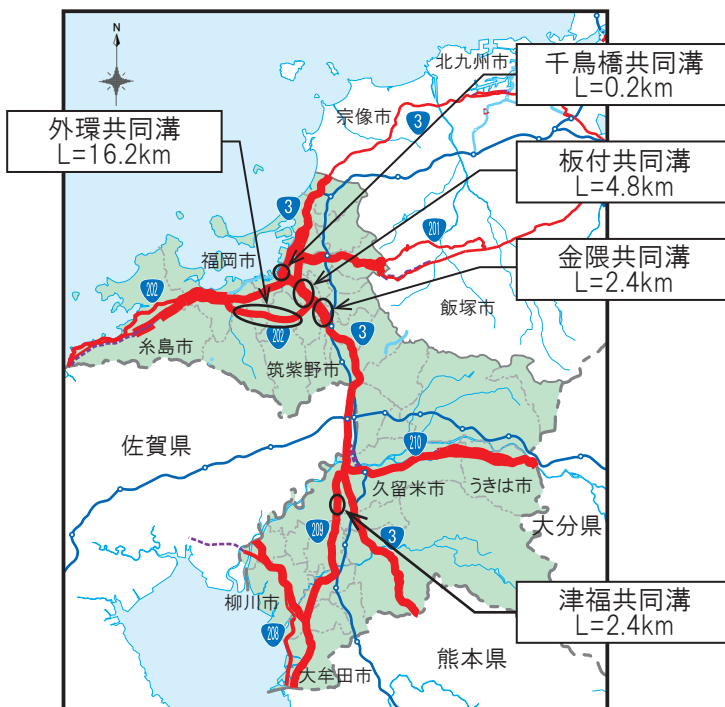 N
北九州市
千鳥橋共同溝
L=0.2km
宗像市
3
外環共同溝
L=16.2km
板付共同溝
L=4.8km
3
201
福岡市
金隈共同溝
L=2.4km
202
飯塚市
202
3
糸島市
筑紫野市
佐賀県
210
久留米市
うきは市
大分県
209
3
柳川市
津福共同溝
L=2.4km
208
熊本県
大牟田市